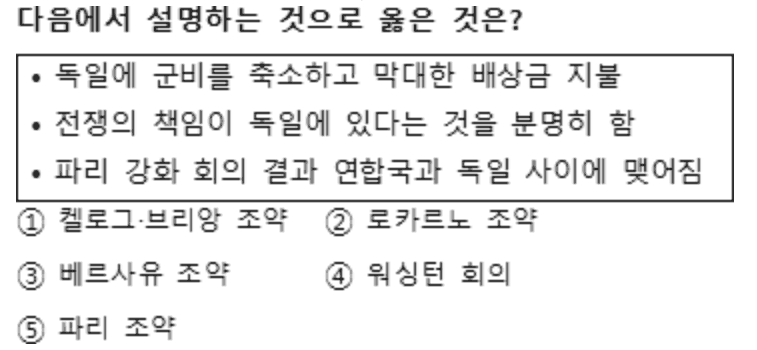 다음에서 설명하는 것으로 옳은 것은?
• 독일에 군비를 축소하고 막대한 배상금 지불
• 전쟁의 책임이 독일에 있다는 것을 분명히 함
• 파리 강화 회의 결과 연합국과 독일 사이에 맺어짐
① 켈로그·브리앙 조약 ② 로카르노 조약
③ 베르사유 조약 ④ 워싱턴 회의
⑤ 파리 조약